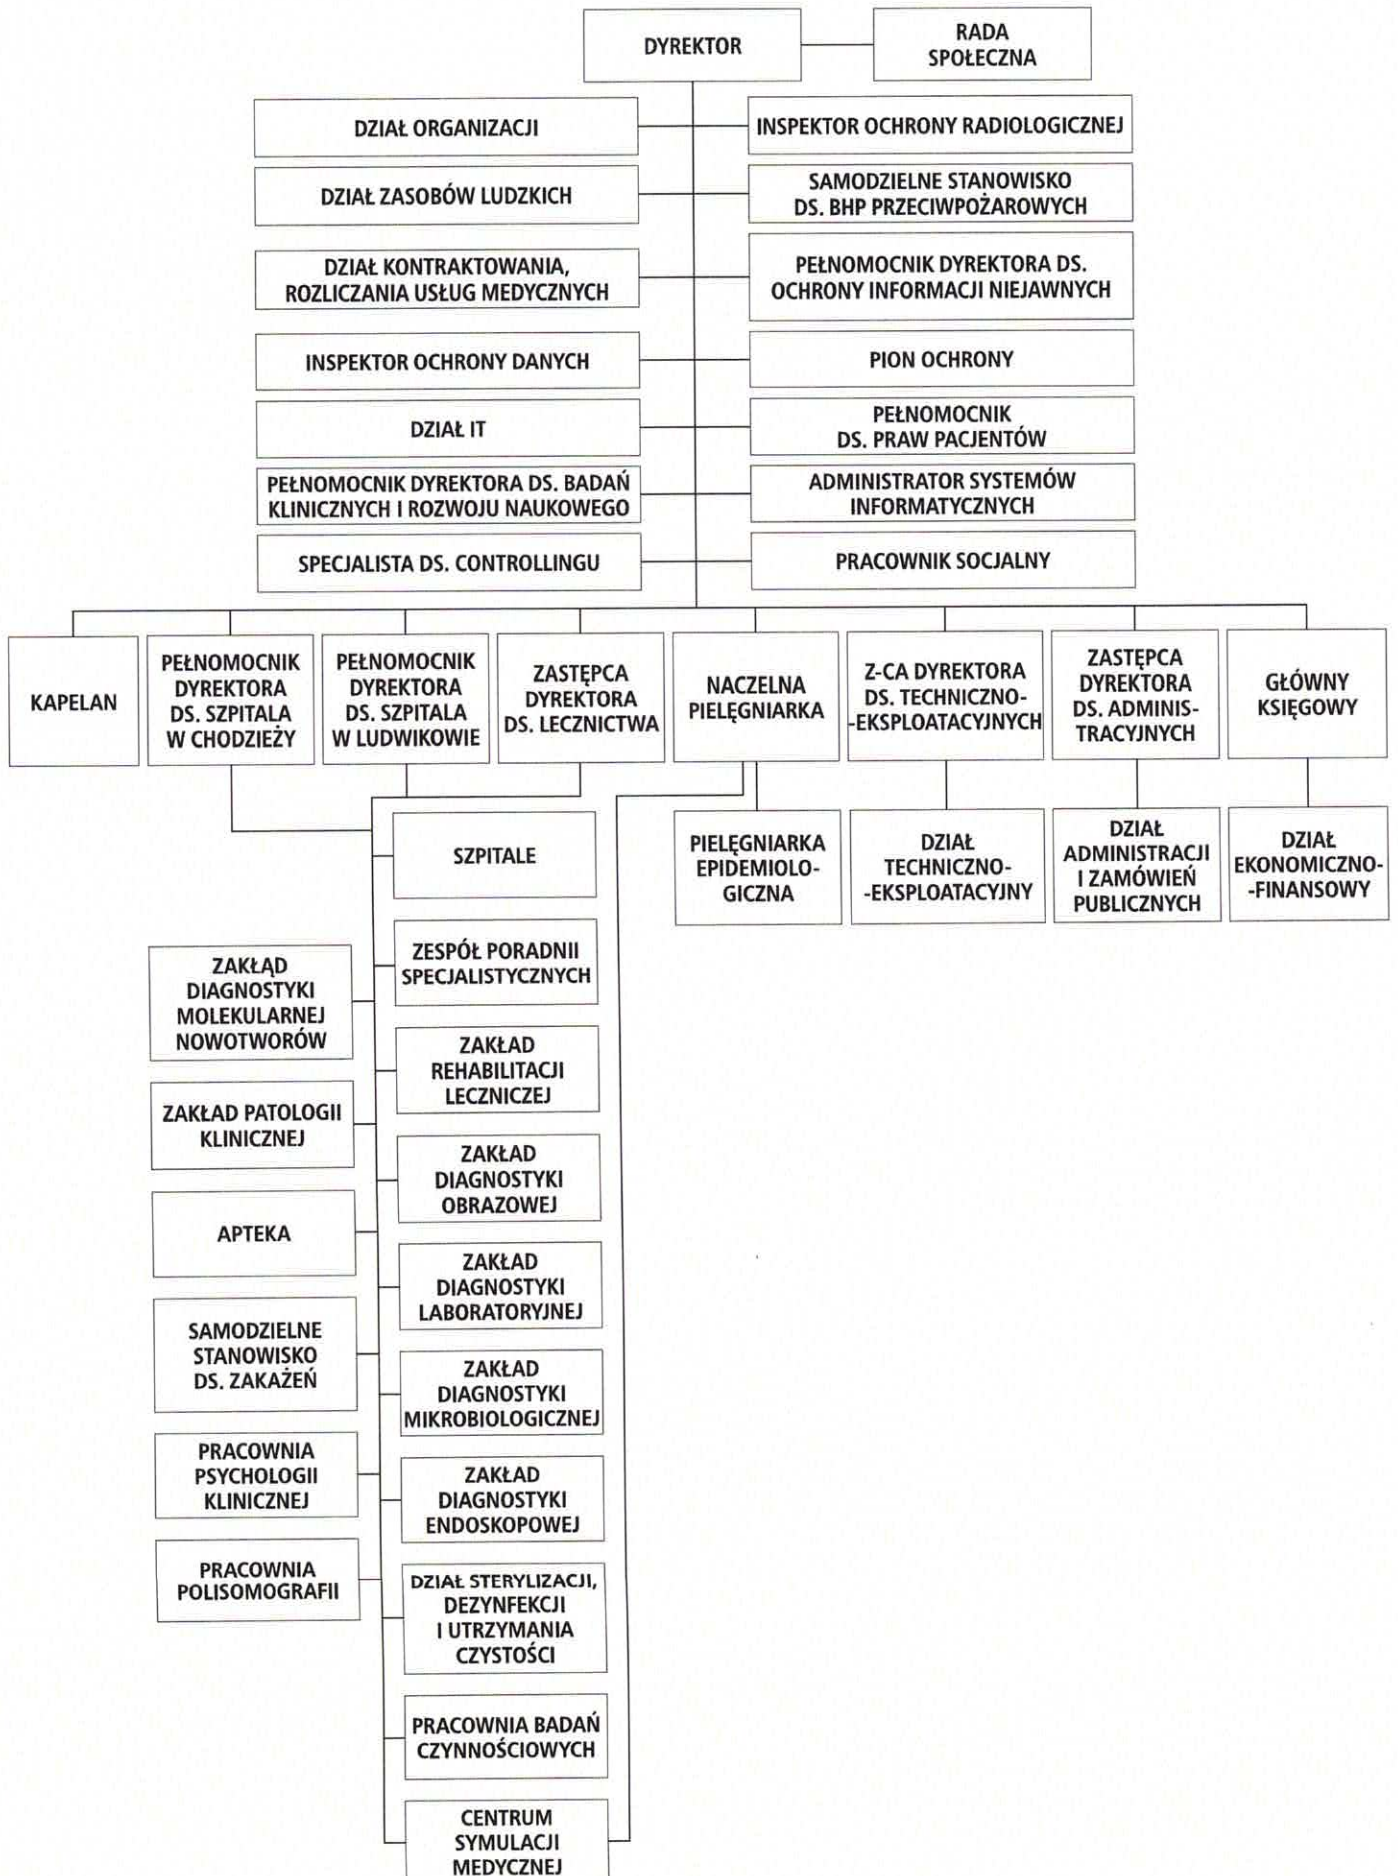 DYREKTOR
RADA
SPOŁECZNA
DZIAŁ ORGANIZACJI
INSPEKTOR OCHRONY RADIOLOGICZNEJ
DZIAŁ ZASOBÓW LUDZKICH
SAMODZIELNE STANOWISKO
DS. BHP PRZECIWPOŻAROWYCH
DZIAŁ KONTRAKTOWANIA,
ROZLICZANIA USŁUG MEDYCZNYCH
PEŁNOMOCNIK DYREKTORA DS.
OCHRONY INFORMACJI NIEJAWNYCH
INSPEKTOR OCHRONY DANYCH
PION OCHRONY
DZIAŁ IT
PEŁNOMOCNIK
DS. PRAW PACJENTÓW
PEŁNOMOCNIK DYREKTORA DS. BADAŃ
KLINICZNYCH I ROZWOJU NAUKOWEGO
ADMINISTRATOR SYSTEMÓW
INFORMATYCZNYCH
SPECJALISTA DS. CONTROLLINGU
PRACOWNIK SOCJALNY
KAPELAN
PEŁNOMOCNIK
DYREKTORA
DS. SZPITALA
W CHODZIEŻY
PEŁNOMOCNIK
DYREKTORA
DS. SZPITALA
W LUDWIKOWIE
ZASTĘPCA
DYREKTORA
DS. LECZNICTWA
NACZELNA
PIELĘGNIARKA
Z-CA DYREKTORA
DS. TECHNICZNO-
-EKSPLOATACYJNYCH
ZASTĘPCA
DYREKTORA
DS. ADMINIS-
TRACYJNYCH
GŁÓWNY
KSIĘGOWY
SZPITALE
PIELĘGNIARKA
EPIDEMIOLO-
GICZNA
DZIAŁ
TECHNICZNO-
-EKSPLOATACYJNY
DZIAŁ
ADMINISTRACJI
I ZAMÓWIEŃ
PUBLICZNYCH
DZIAŁ
EKONOMICZNO-
-FINANSOWY
ZESPÓŁ PORADNII
SPECJALISTYCZNYCH
ZAKŁĄD
DIAGNOSTYKI
MOLEKULARNEJ
NOWOTWORÓW
ZAKŁAD
REHABILITACJI
LECZNICZEJ
ZAKŁAD PATOLOGII
KLINICZNEJ
ZAKŁAD
DIAGNOSTYKI
OBRAZOWEJ
APTEKA
ZAKŁAD
DIAGNOSTYKI
LABORATORYJNEJ
SAMODZIELNE
STANOWISKO
DS. ZAKAŻEŃ
ZAKŁAD
DIAGNOSTYKI
MIKROBIOLOGICZNEJ
PRACOWNIA
PSYCHOLOGII
KLINICZNEJ
ZAKŁAD
DIAGNOSTYKI
ENDOSKOPOWEJ
PRACOWNIA
POLISOMOGRAFII
DZIAŁ STERYLIZACJI,
DEZYNFEKCJI
I UTRZYMANIA
CZYSTOŚCI
PRACOWNIA BADAŃ
CZYNNOŚCIOWYCH
CENTRUM
SYMULACJI
MEDYCZNEJ